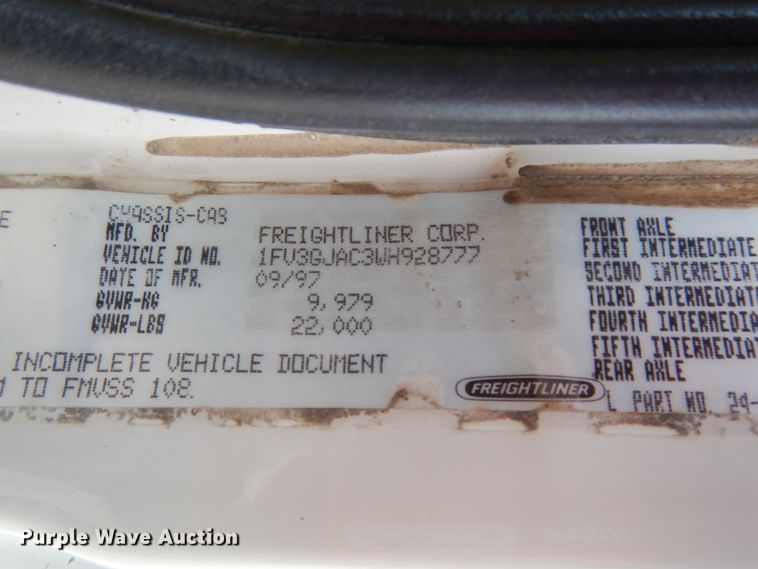 CHASSIS-CAB
MFD. BY FREIGHTLINER CORP.
VEHICLE ID NO. 1FV3GJAC3WH928777
DATE OF MFR. 09/97
GVWR-KG 9,979
GVWR-LBS 22,000
INCOMPLETE VEHICLE DOCUMENT
TO FMVSS 108.
FREIGHTLINER
FRONT AXLE
FIRST INTERMEDIATE
SECOND INTERMEDIAT
THIRD INTERMEDIAT
FOURTH INTERMEDIAT
FIFTH INTERMEDIA
REAR AXLE
L PART NO. 24-
Purple Wave Auction